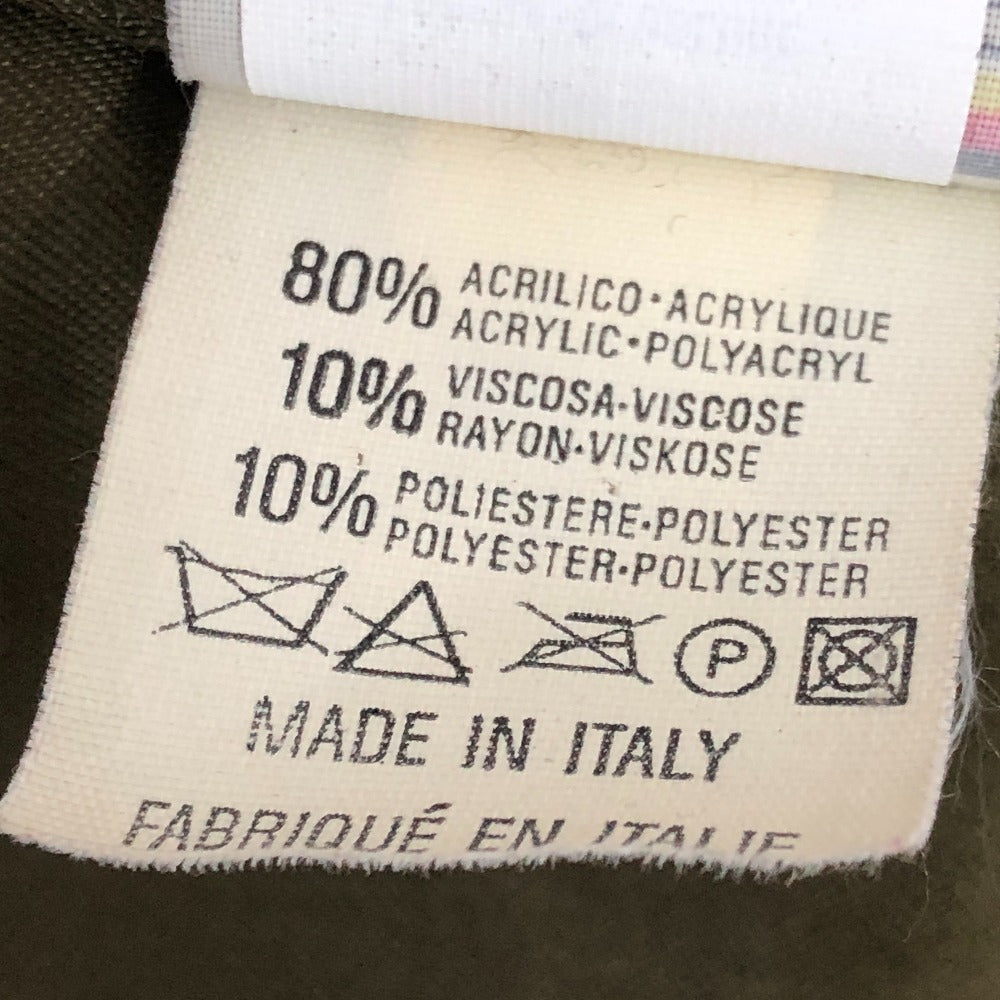 80% ACRILICO·ACRYLIQUE
ACRYLIC·POLYACRYL
10% VISCOSA·VISCOSE
RAYON·VISKOSE
10% POLIESTERE·POLYESTER
POLYESTER·POLYESTER
P
MADE IN ITALY
FABRIQUÉ EN ITALIE